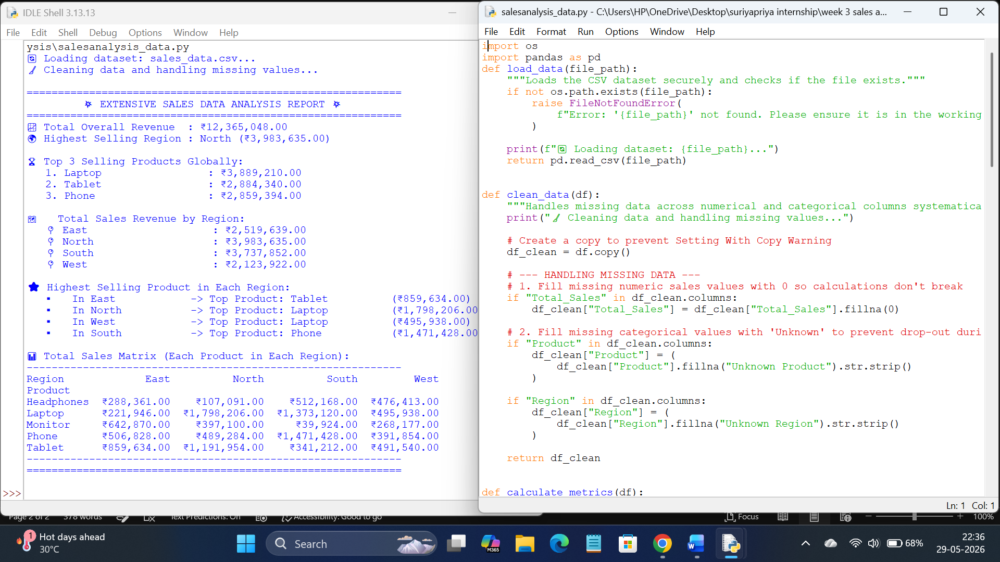 IDLE Shell 3.13.13
File Edit Shell Debug Options Window Help
ysis\salesanalysis_data.py
Loading dataset: sales_data.csv...
Cleaning data and handling missing values...
============================================================
EXTENSIVE SALES DATA ANALYSIS REPORT
============================================================
Total Overall Revenue : ₹12,365,048.00
Highest Selling Region : North (₹3,983,635.00)
Top 3 Selling Products Globally:
1. Laptop : ₹3,889,210.00
2. Tablet : ₹2,884,340.00
3. Phone : ₹2,859,394.00
Total Sales Revenue by Region:
East : ₹2,519,639.00
North : ₹3,983,635.00
South : ₹3,737,852.00
West : ₹2,123,922.00
Highest Selling Product in Each Region:
▪ In East -> Top Product: Tablet (₹859,634.00)
▪ In North -> Top Product: Laptop (₹1,798,206.00
▪ In West -> Top Product: Laptop (₹495,938.00)
▪ In South -> Top Product: Phone (₹1,471,428.00
Total Sales Matrix (Each Product in Each Region):
------------------------------------------------------------
Region East North South West
Product
Headphones ₹288,361.00 ₹107,091.00 ₹512,168.00 ₹476,413.00
Laptop ₹221,946.00 ₹1,798,206.00 ₹1,373,120.00 ₹495,938.00
Monitor ₹642,870.00 ₹397,100.00 ₹39,924.00 ₹268,177.00
Phone ₹506,828.00 ₹489,284.00 ₹1,471,428.00 ₹391,854.00
Tablet ₹859,634.00 ₹1,191,954.00 ₹341,212.00 ₹491,540.00
------------------------------------------------------------
============================================================
>>>
salesanalysis_data.py - C:\Users\HP\OneDrive\Desktop\suriyapriya internship\week 3 sales a...
File Edit Format Run Options Window Help
import os
import pandas as pd
def load_data(file_path):
"""Loads the CSV dataset securely and checks if the file exists."""
if not os.path.exists(file_path):
raise FileNotFoundError(
f"Error: '{file_path}' not found. Please ensure it is in the working
)
print(f"🔄 Loading dataset: {file_path}...")
return pd.read_csv(file_path)
def clean_data(df):
"""Handles missing data across numerical and categorical columns systematica
print("🧹 Cleaning data and handling missing values...")
# Create a copy to prevent Setting With Copy Warning
df_clean = df.copy()
# --- HANDLING MISSING DATA ---
# 1. Fill missing numeric sales values with 0 so calculations don't break
if "Total_Sales" in df_clean.columns:
df_clean["Total_Sales"] = df_clean["Total_Sales"].fillna(0)
# 2. Fill missing categorical values with 'Unknown' to prevent drop-out duri
if "Product" in df_clean.columns:
df_clean["Product"] = (
df_clean["Product"].fillna("Unknown Product").str.strip()
)
if "Region" in df_clean.columns:
df_clean["Region"] = (
df_clean["Region"].fillna("Unknown Region").str.strip()
)
return df_clean
def calculate_metrics(df):
Ln: 1 Col: 1
Page 2 of 2 378 words Text Predictions: On Accessibility: Good to go Focus 100%
1 Hot days ahead
30°C
Search
M365
68%
22:36
29-05-2026